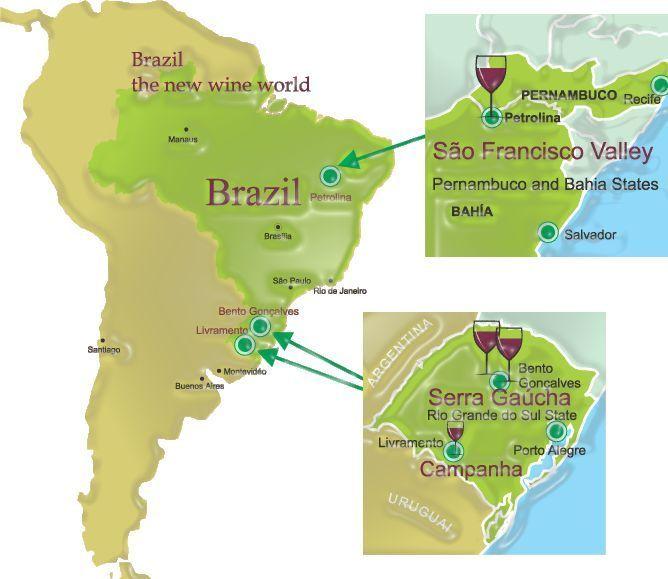 Brazil
the new wine world
Manaus
Brazil
Petrolina
Brasília
São Paulo
Rio de Janeiro
Bento Gonçalves
Livramento
Santiago
Montevidéo
Buenos Aires
PERNAMBUCO
Recife
Petrolina
São Francisco Valley
Pernambuco and Bahia States
BAHÍA
Salvador
ARGENTINA
Bento
Gonçalves
Serra Gaúcha
Rio Grande do Sul State
Livramento
Porto Alegre
Campanha
URUGUAI